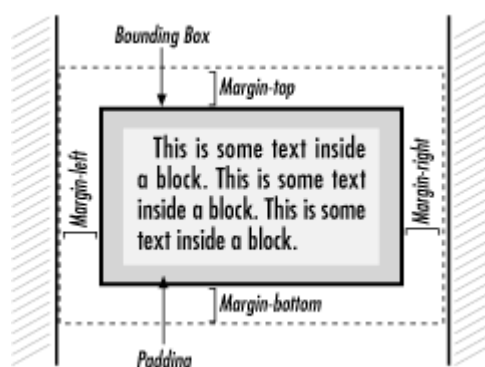 Bounding Box
Margin-top
Margin-left
This is some text inside
a block. This is some text
inside a block. This is some
text inside a block.
Margin-right
Margin-bottom
Padding